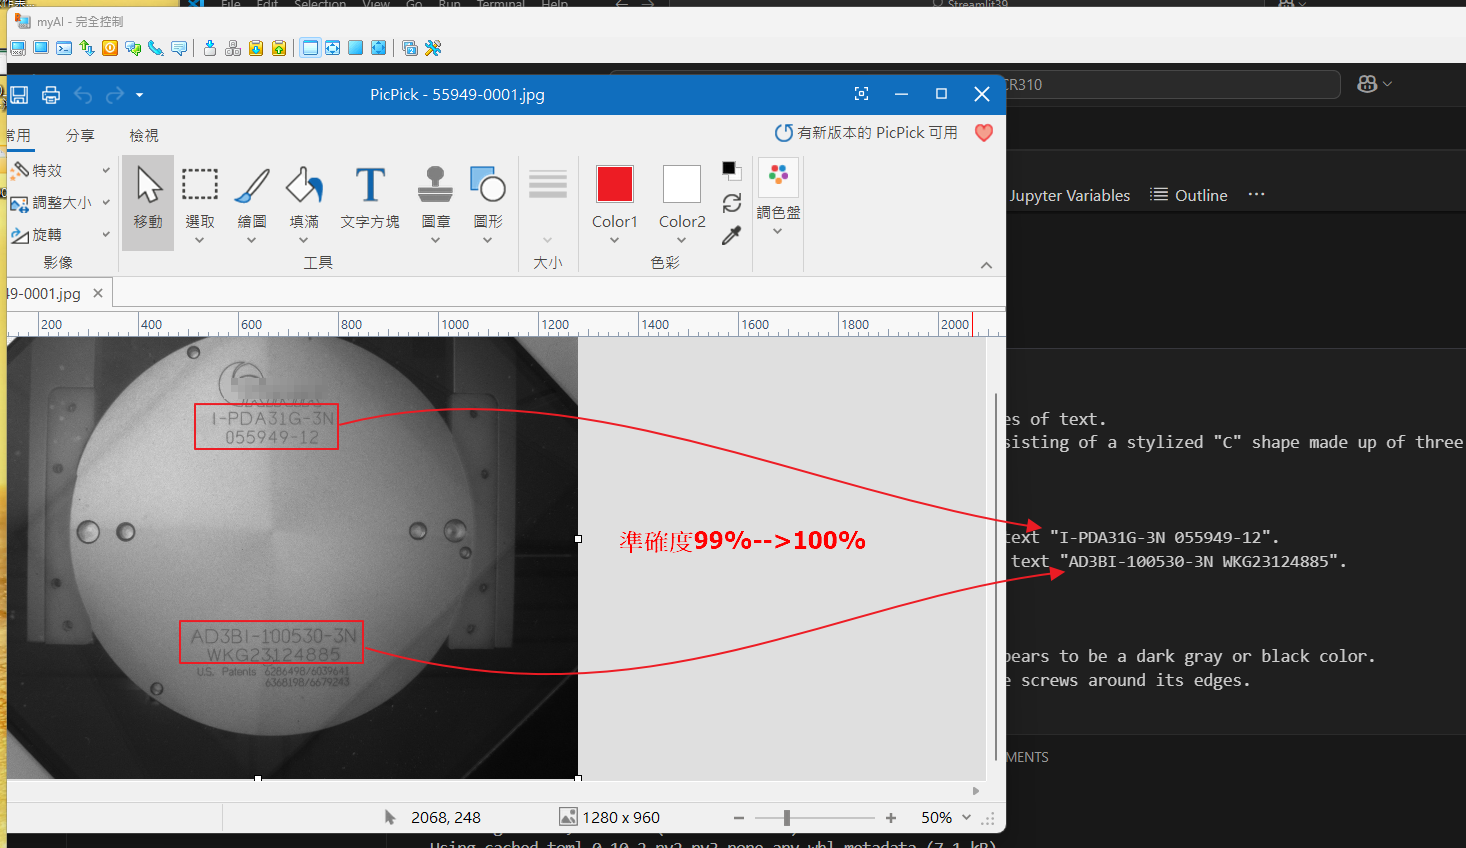 File Edit Selection View Go Run Terminal Help
Streamlit39
myAI - 完全控制
PicPick - 55949-0001.jpg
R310
常用 分享 檢視
有新版本的 PicPick 可用
特效
調整大小
旋轉
影像
移動
選取
繪圖
填滿
文字方塊
圖章
圖形
工具
大小
Color1
Color2
色彩
調色盤
Jupyter Variables
Outline
49-0001.jpg
200 400 600 800 1000 1200 1400 1600 1800 2000
I-PDA31G-3N
055949-12
AD3BI-100530-3N
WKG23124885
U.S. Patents 6286498/6039641
6368198/6679243
準確度99%-->100%
es of text.
sisting of a stylized "C" shape made up of three
text "I-PDA31G-3N 055949-12".
text "AD3BI-100530-3N WKG23124885".
pears to be a dark gray or black color.
e screws around its edges.
MENTS
2068, 248
1280 x 960
50%
Using cached toml-0.10.2-py2.py3-none-any.whl.metadata (7.1 kB)